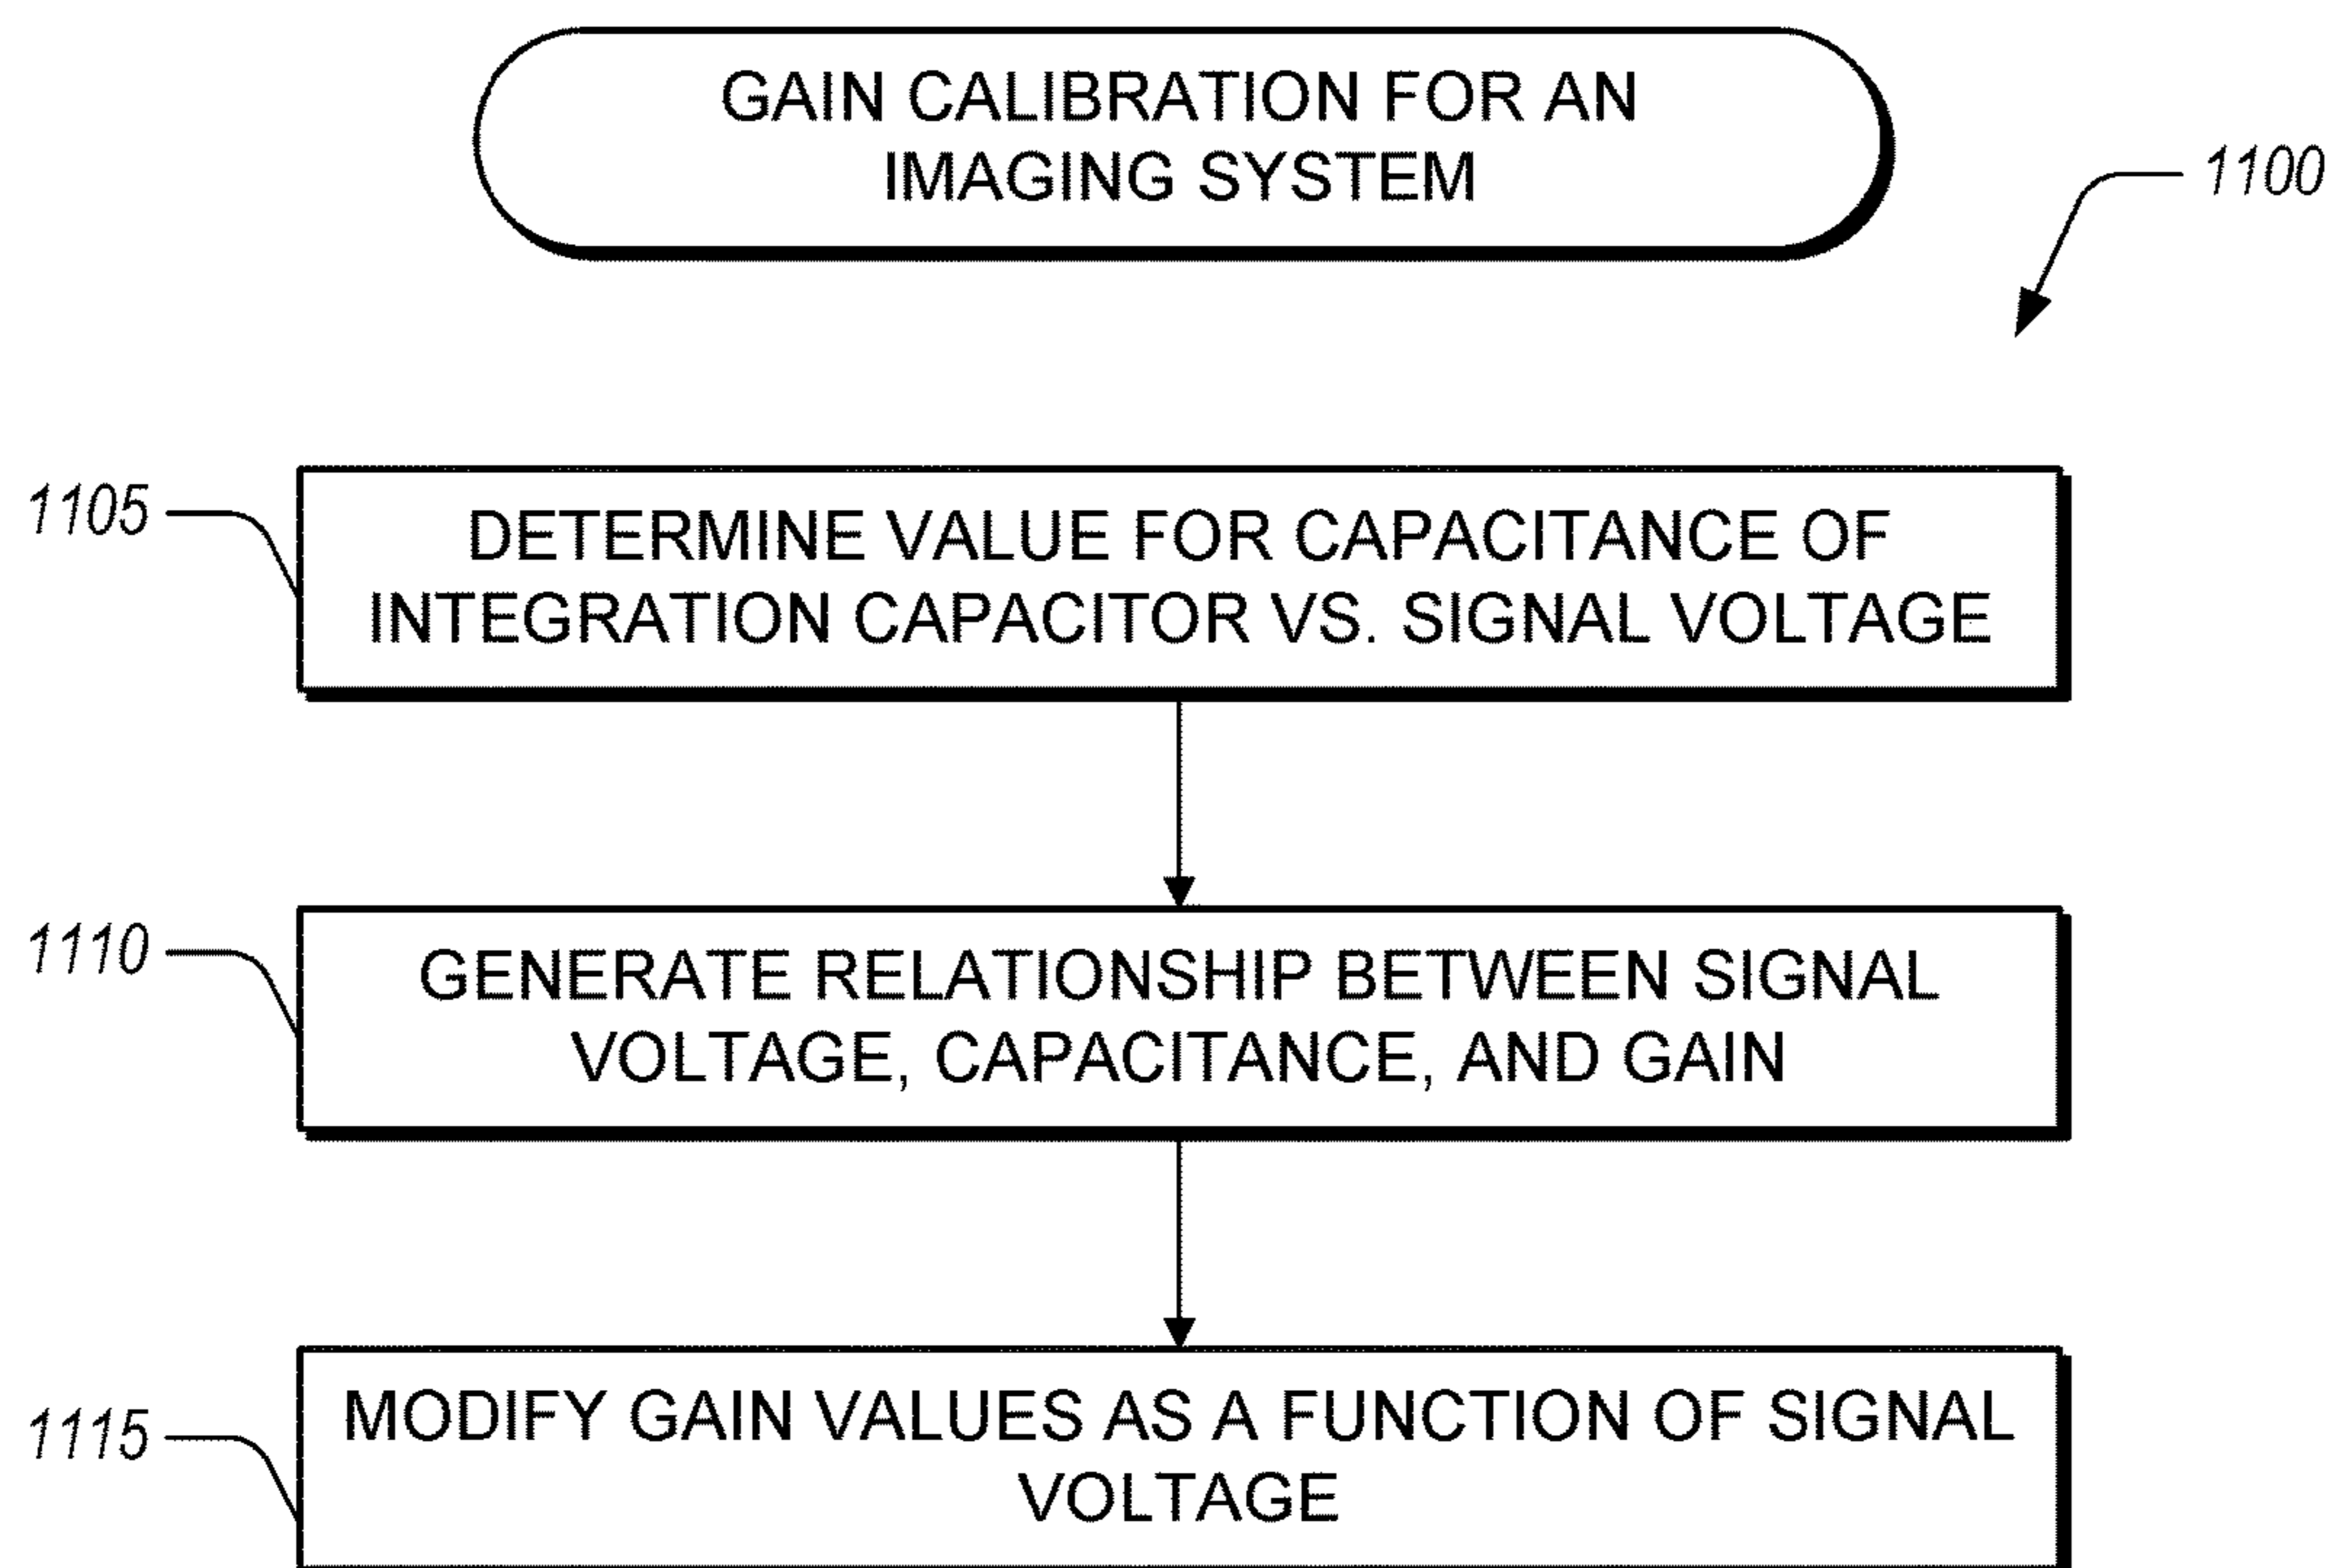 GAIN CALIBRATION FOR AN
IMAGING SYSTEM
1100
1105
DETERMINE VALUE FOR CAPACITANCE OF
INTEGRATION CAPACITOR VS. SIGNAL VOLTAGE
1110
GENERATE RELATIONSHIP BETWEEN SIGNAL
VOLTAGE, CAPACITANCE, AND GAIN
1115
MODIFY GAIN VALUES AS A FUNCTION OF SIGNAL
VOLTAGE